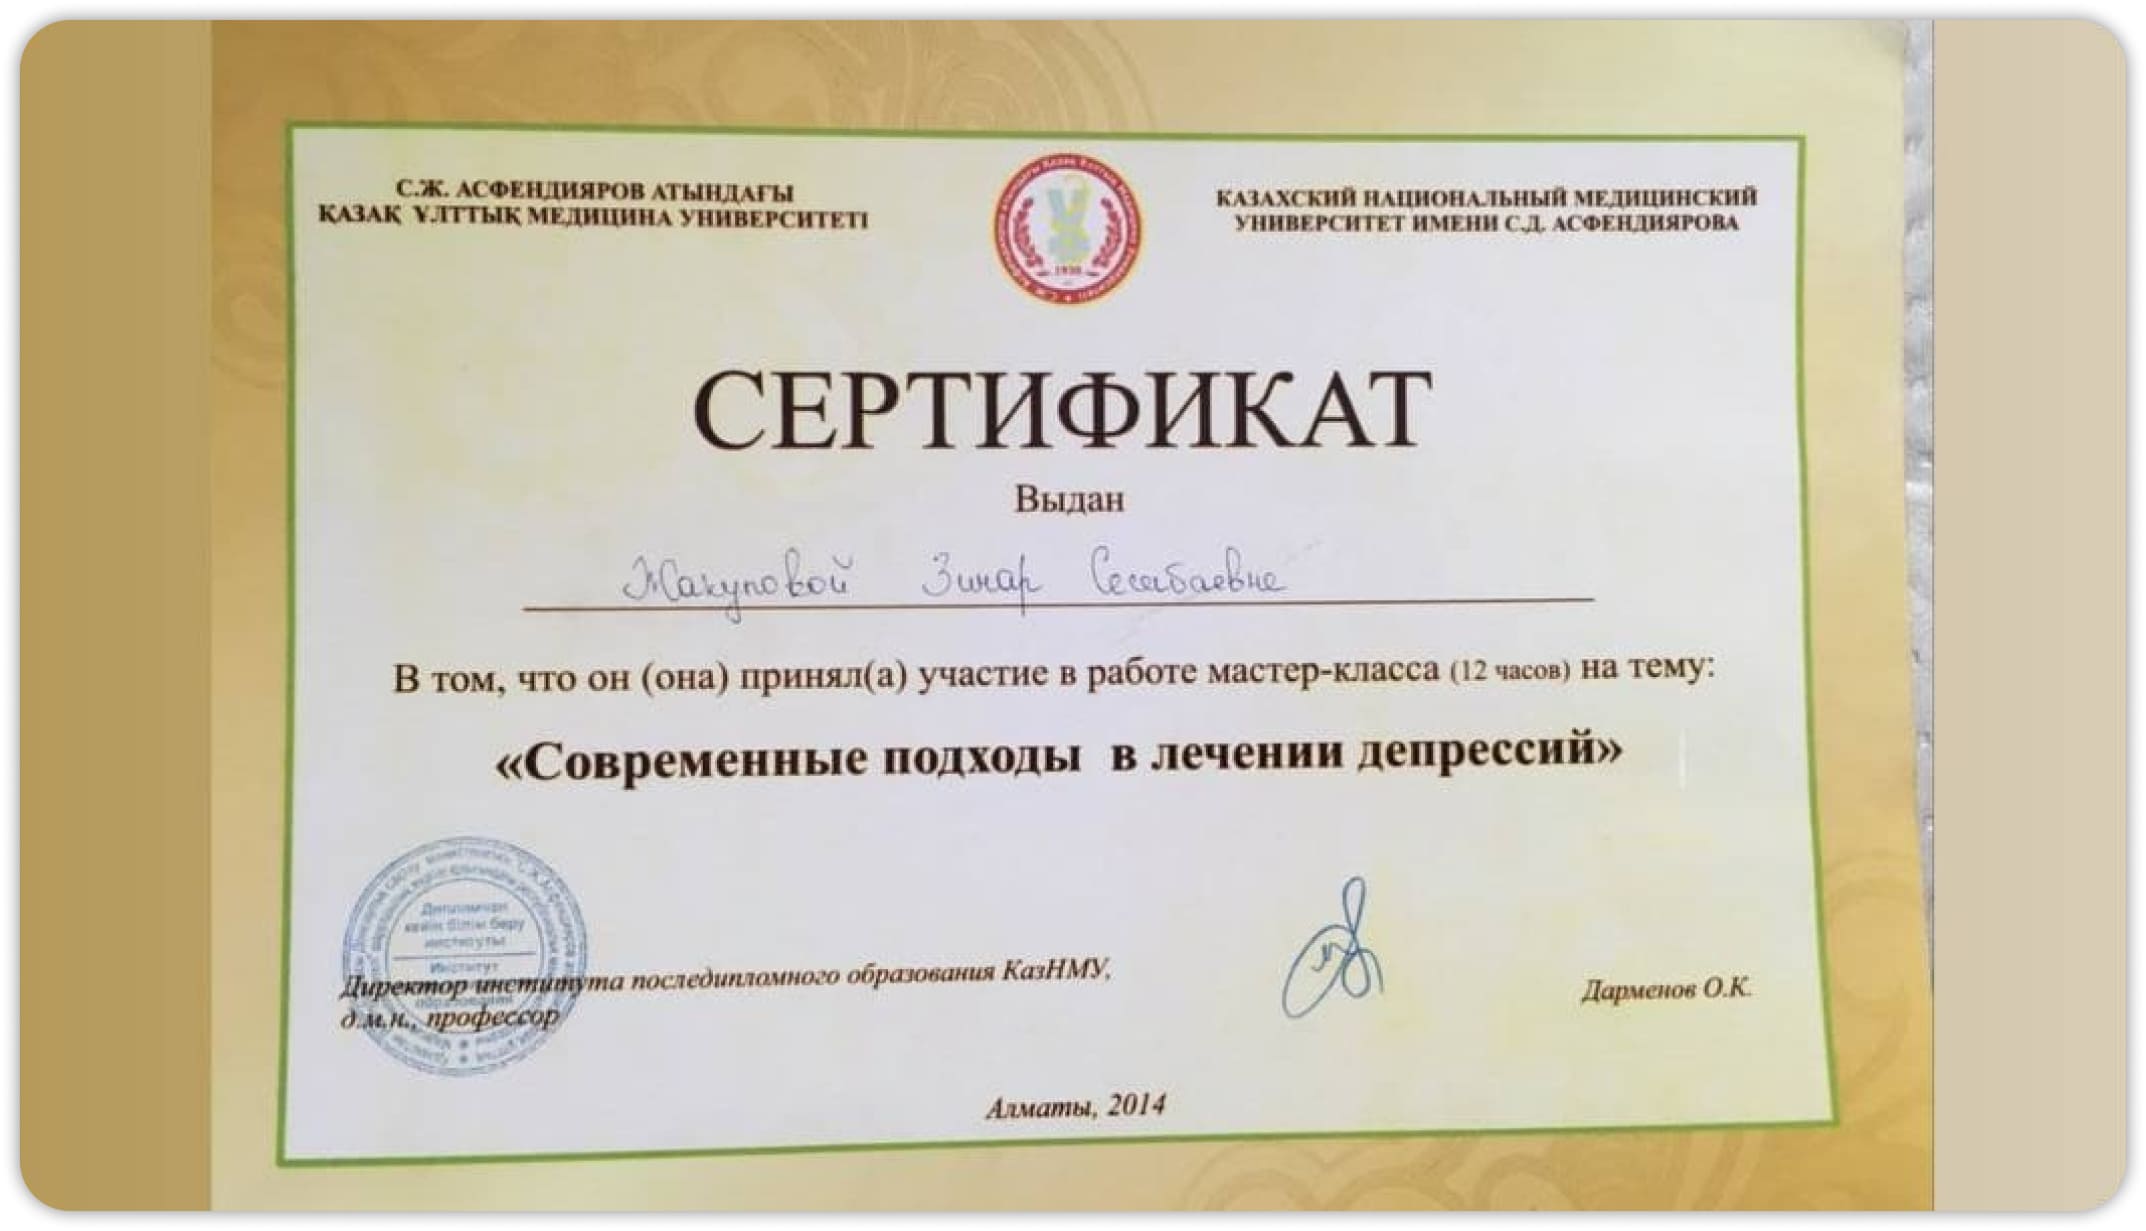 С.Ж. АСФЕНДИЯРОВ АТЫНДАҒЫ
ҚАЗАҚ ҰЛТТЫҚ МЕДИЦИНА УНИВЕРСИТЕТІ
1930
КАЗАХСКИЙ НАЦИОНАЛЬНЫЙ МЕДИЦИНСКИЙ
УНИВЕРСИТЕТ ИМЕНИ С.Д. АСФЕНДИЯРОВА
СЕРТИФИКАТ
Выдан
Жакуповой Зинар
В том, что он (она) принял(а) участие в работе мастер-класса (12 часов) на тему:
«Современные подходы в лечении депрессий»
Дипломнан
кейін білім беру
институты
Институт
образования
Директор института последипломного образования КазНМУ,
д.м.н., профессор
Дарменов О.К.
Алматы, 2014